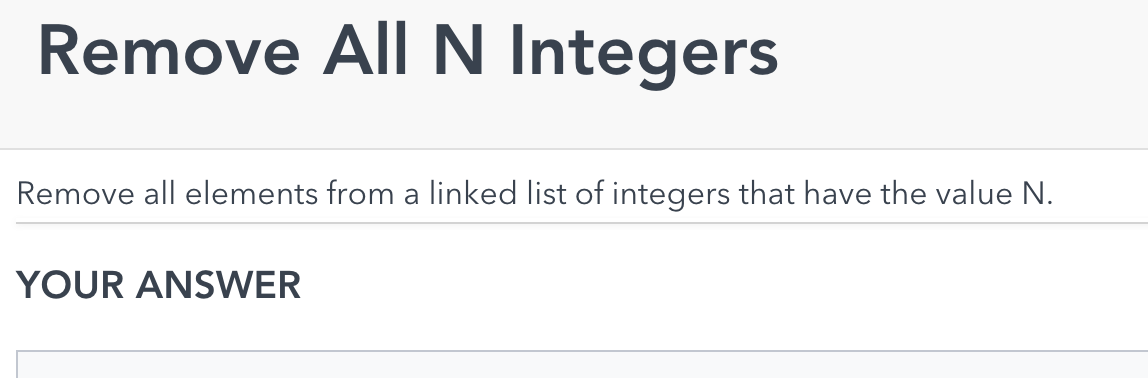 Remove All N Integers
Remove all elements from a linked list of integers that have the value N.
YOUR ANSWER